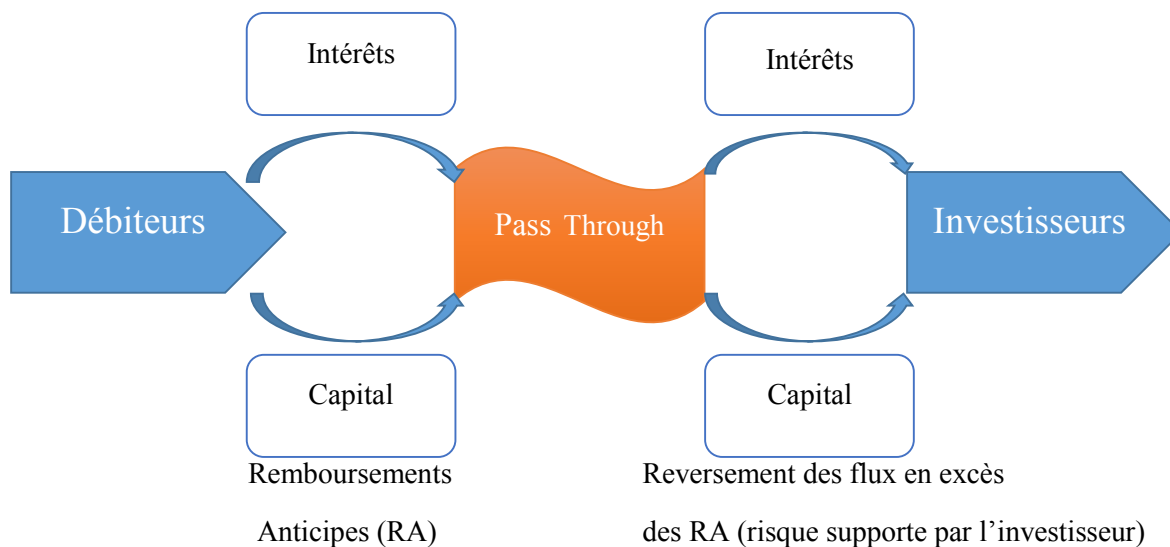 Intérêts
Intérêts
Débiteurs
Pass Through
Investisseurs
Capital
Capital
Remboursements
Anticipes (RA)
Reversement des flux en excès
des RA (risque supporte par l’investisseur)